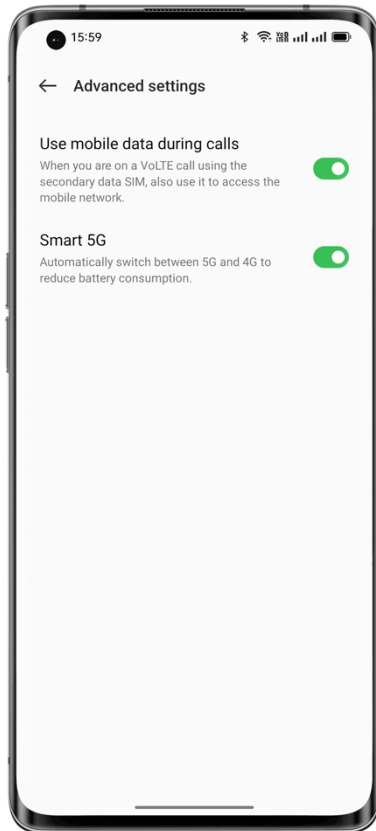 15:59
Advanced settings
Use mobile data during calls
When you are on a VoLTE call using the
secondary data SIM, also use it to access the
mobile network.
Smart 5G
Automatically switch between 5G and 4G to
reduce battery consumption.